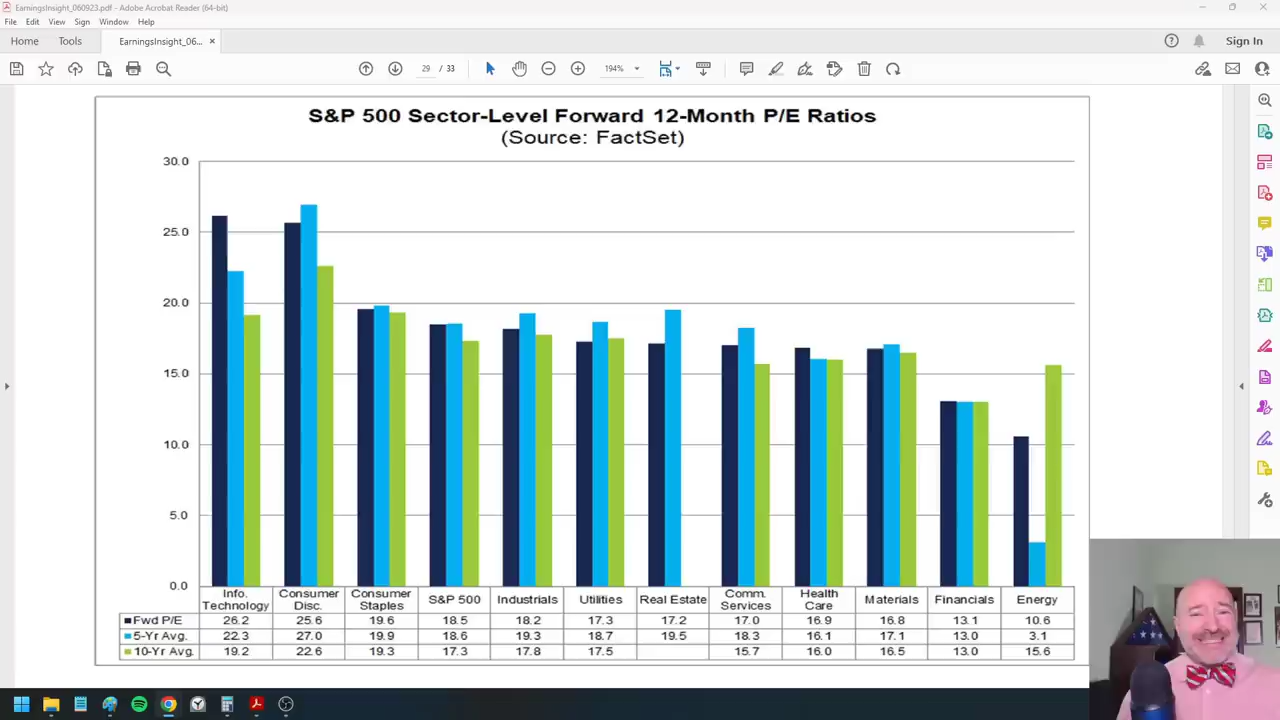 EarningsInsight_060923.pdf - Adobe Acrobat Reader (64-bit)
File Edit View Sign Window Help
Home Tools EarningsInsight_06... × Sign In
29 / 33 194%
S&P 500 Sector-Level Forward 12-Month P/E Ratios
(Source: FactSet)
30.0
25.0
20.0
15.0
10.0
5.0
0.0
Info. Technology Consumer Disc. Consumer Staples S&P 500 Industrials Utilities Real Estate Comm. Services Health Care Materials Financials Energy
Fwd P/E 26.2 25.6 19.6 18.5 18.2 17.3 17.2 17.0 16.9 16.8 13.1 10.6
5-Yr Avg. 22.3 27.0 19.9 18.6 19.3 18.7 19.5 18.3 16.1 17.1 13.0 3.1
10-Yr Avg. 19.2 22.6 19.3 17.3 17.8 17.5 15.7 16.0 16.5 13.0 15.6